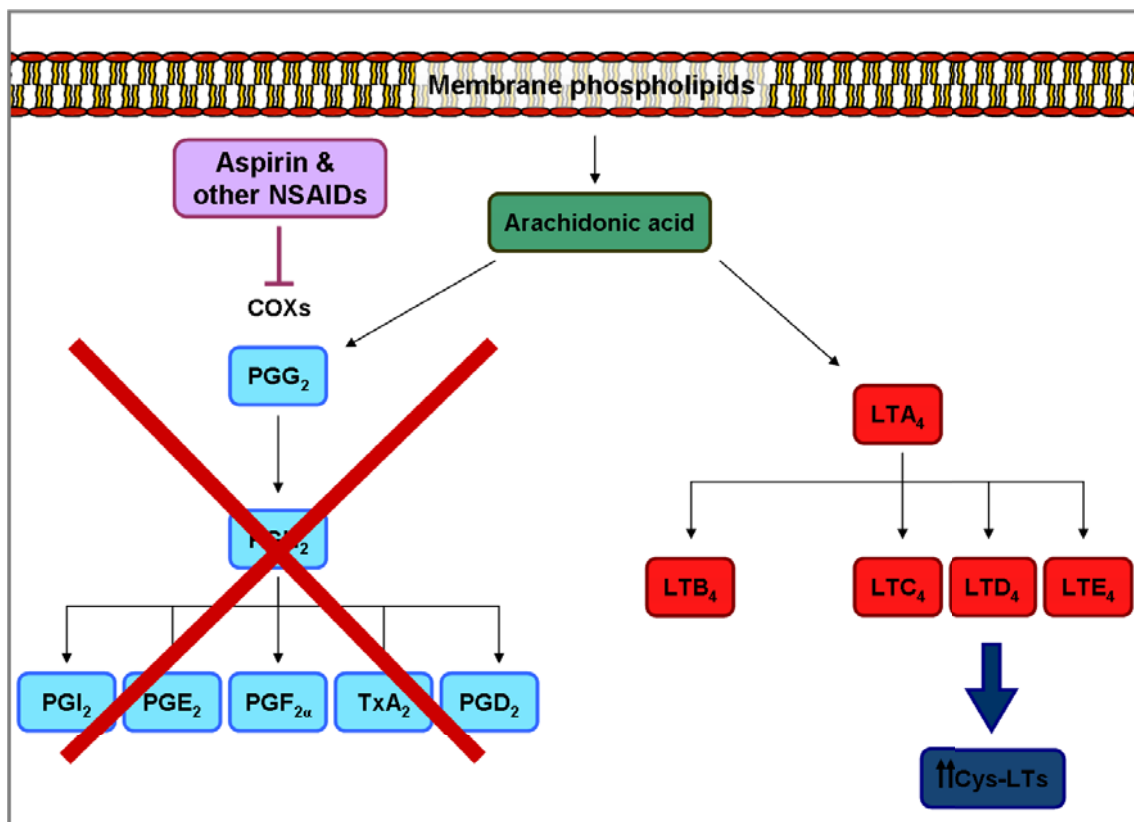 Membrane phospholipids
Aspirin &
other NSAIDs
Arachidonic acid
COXs
PGG₂
LTA₄
PGH₂
LTB₄
LTC₄
LTD₄
LTE₄
PGI₂
PGE₂
PGF₂α
TxA₂
PGD₂
⇈Cys-LTs